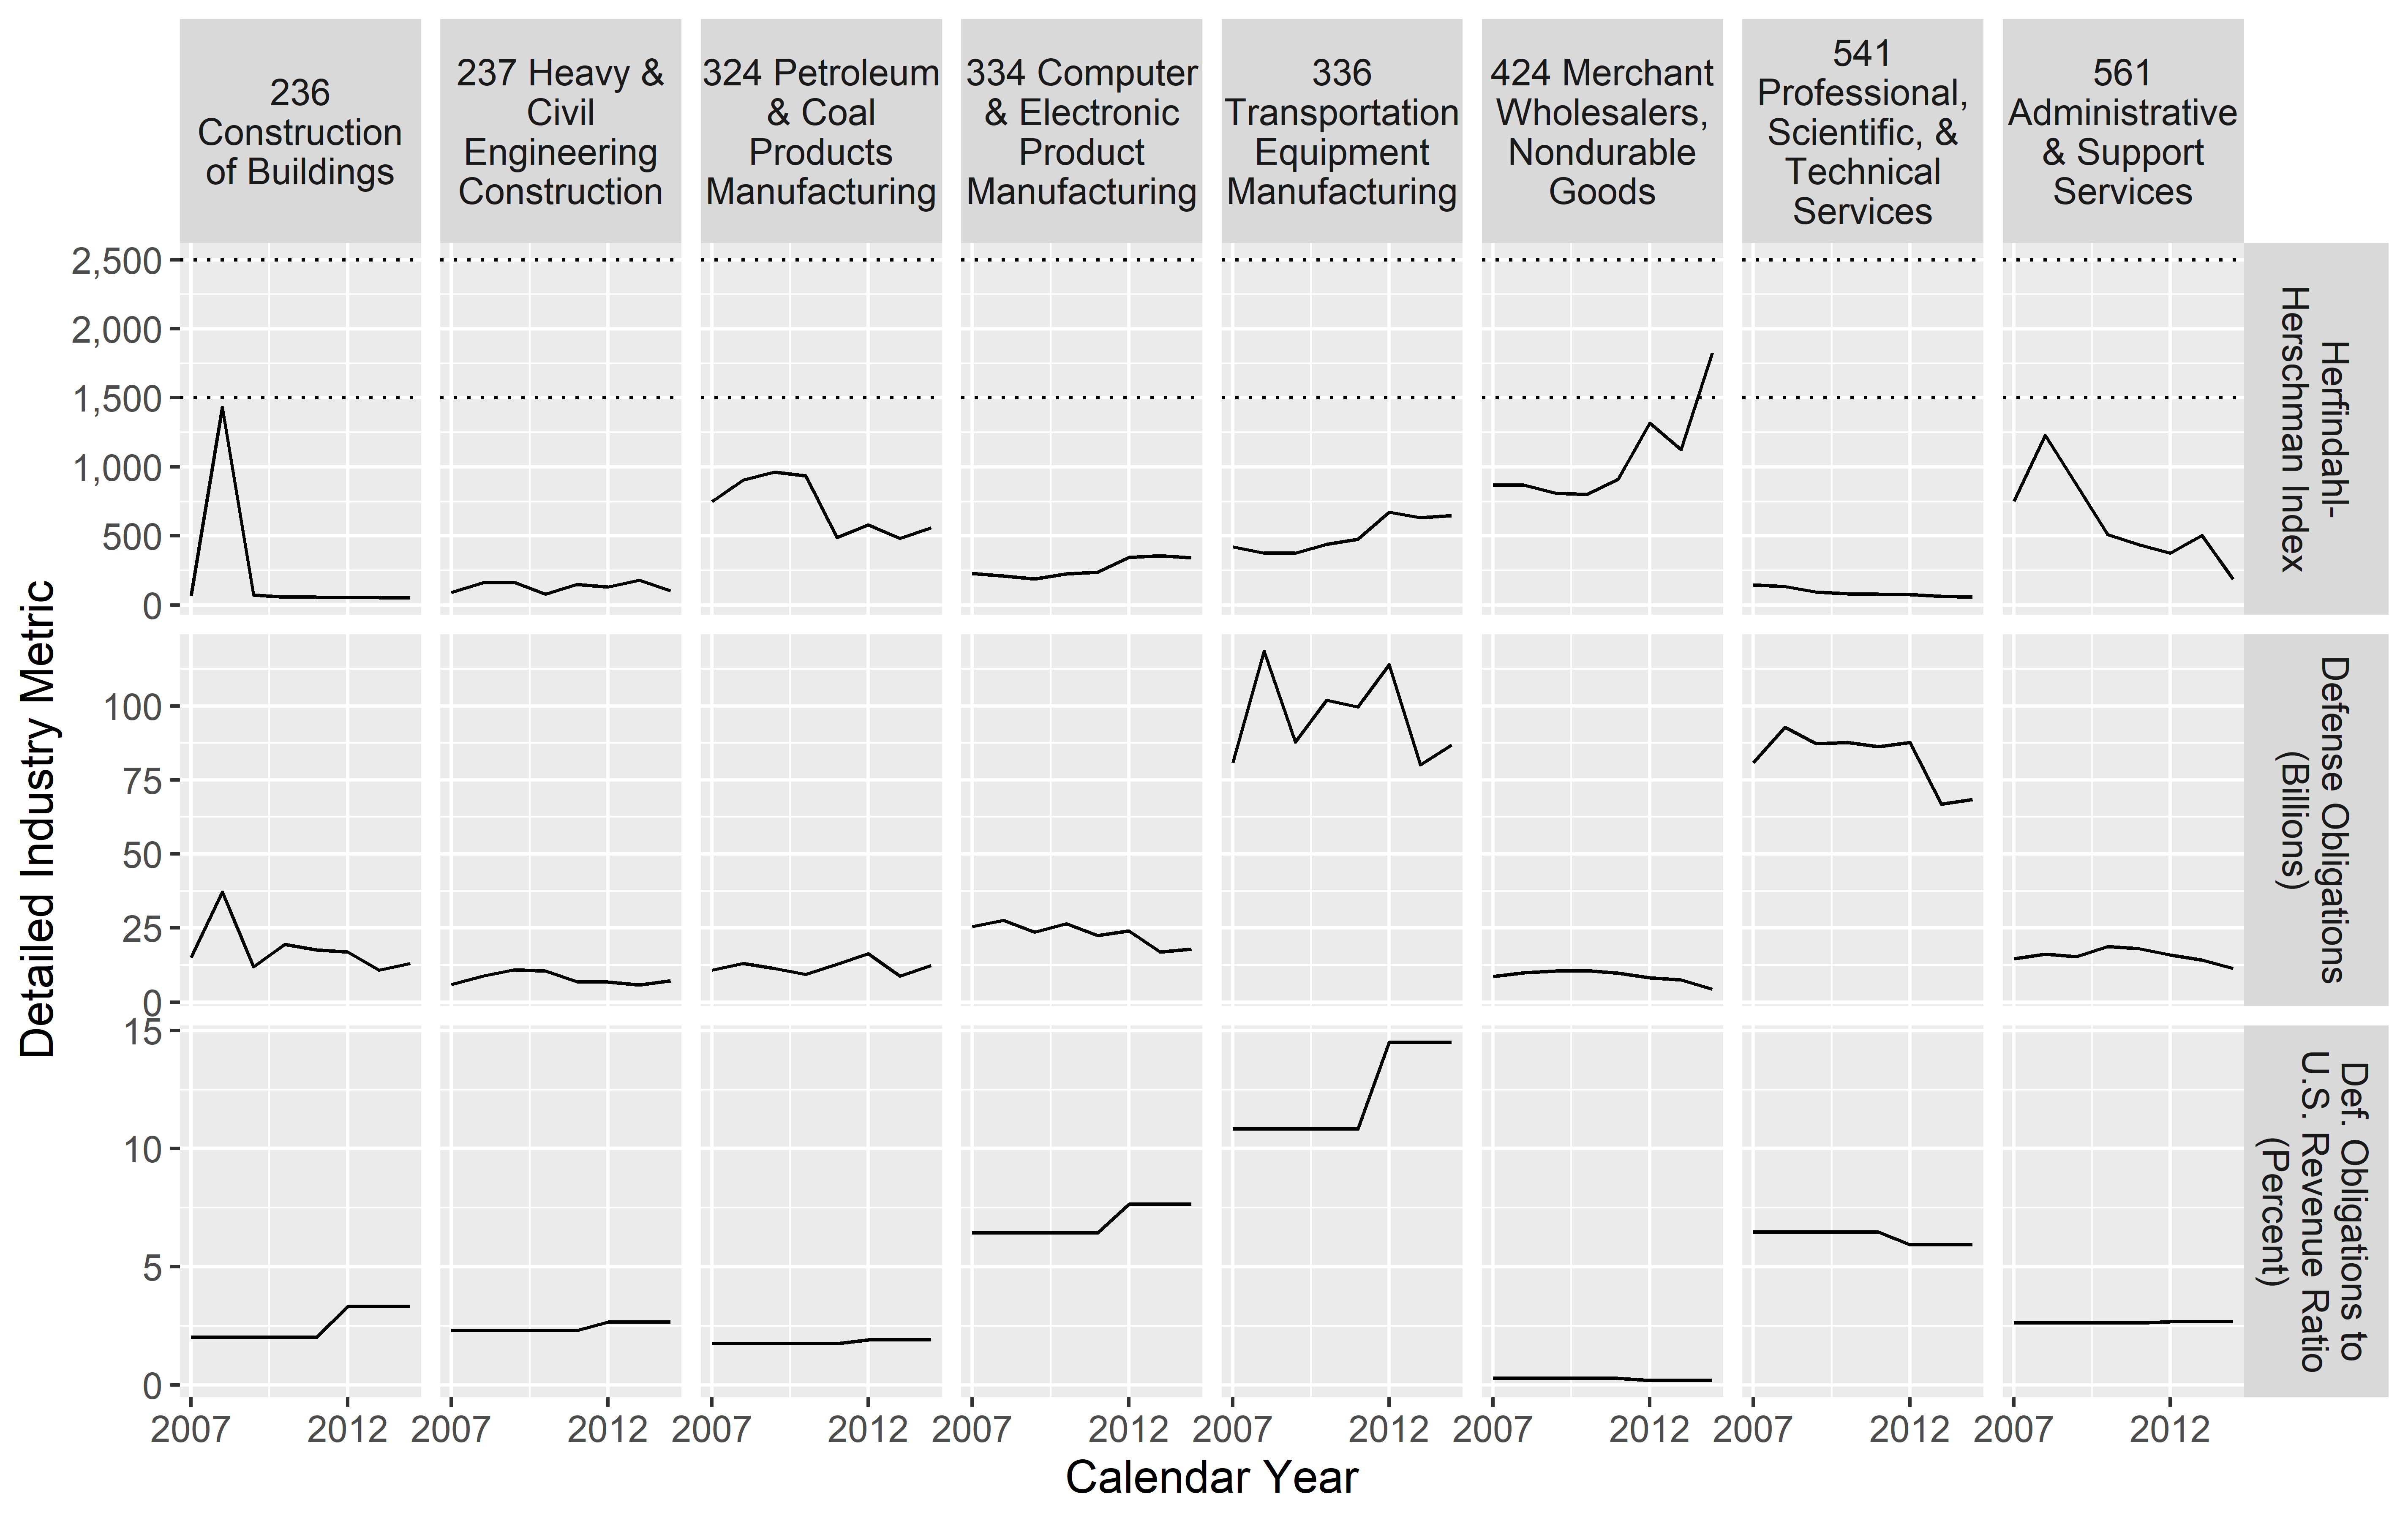 236
Construction
of Buildings
237 Heavy &
Civil
Engineering
Construction
324 Petroleum
& Coal
Products
Manufacturing
334 Computer
& Electronic
Product
Manufacturing
336
Transportation
Equipment
Manufacturing
424 Merchant
Wholesalers,
Nondurable
Goods
541
Professional,
Scientific, &
Technical
Services
561
Administrative
& Support
Services
Detailed Industry Metric
2,500
2,000
1,500
1,000
500
0
Herfindahl-
Herschman Index
100
75
50
25
0
Defense Obligations
(Billions)
15
10
5
0
Def. Obligations to
U.S. Revenue Ratio
(Percent)
2007 2012 2007 2012 2007 2012 2007 2012 2007 2012 2007 2012 2007 2012 2007 2012
Calendar Year